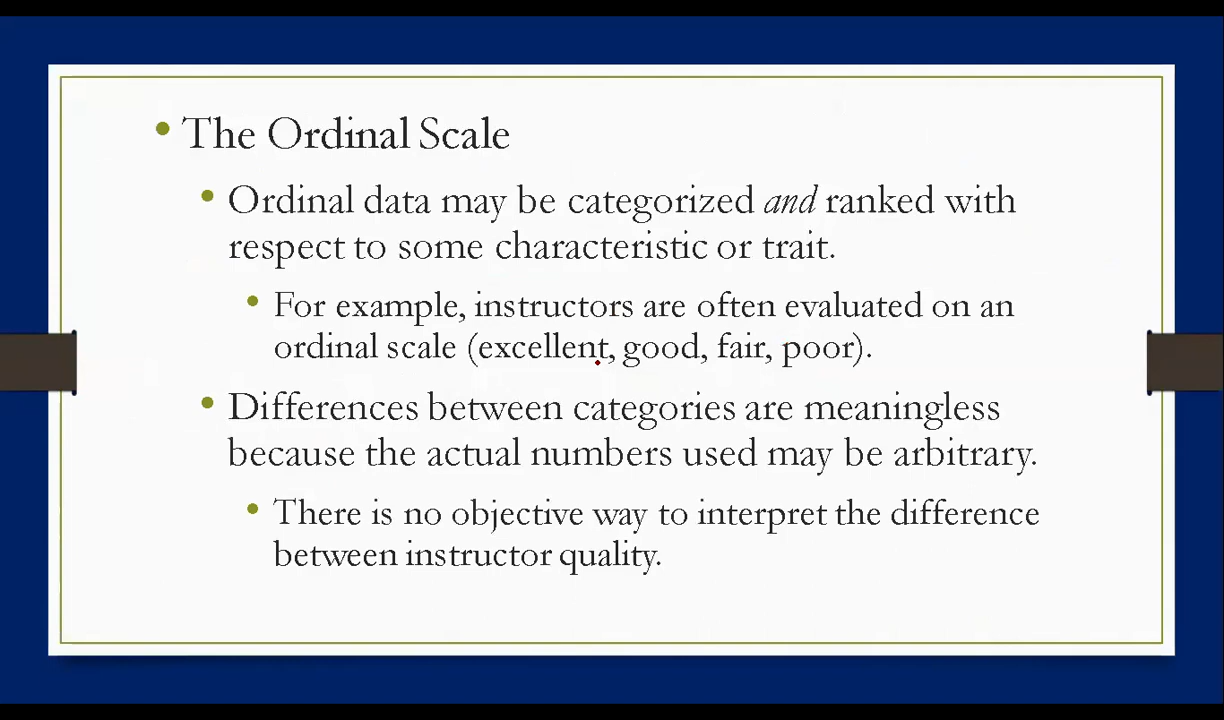 • The Ordinal Scale
• Ordinal data may be categorized and ranked with
respect to some characteristic or trait.
• For example, instructors are often evaluated on an
ordinal scale (excellent, good, fair, poor).
• Differences between categories are meaningless
because the actual numbers used may be arbitrary.
• There is no objective way to interpret the difference
between instructor quality.